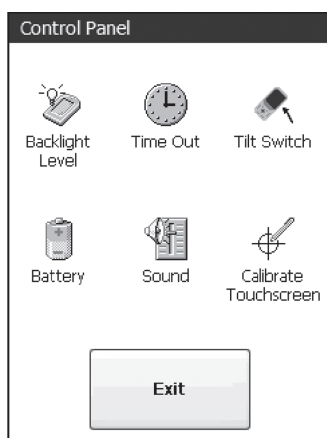 Control Panel
Backlight
Level
Time Out
Tilt Switch
Battery
Sound
Calibrate
Touchscreen
Exit